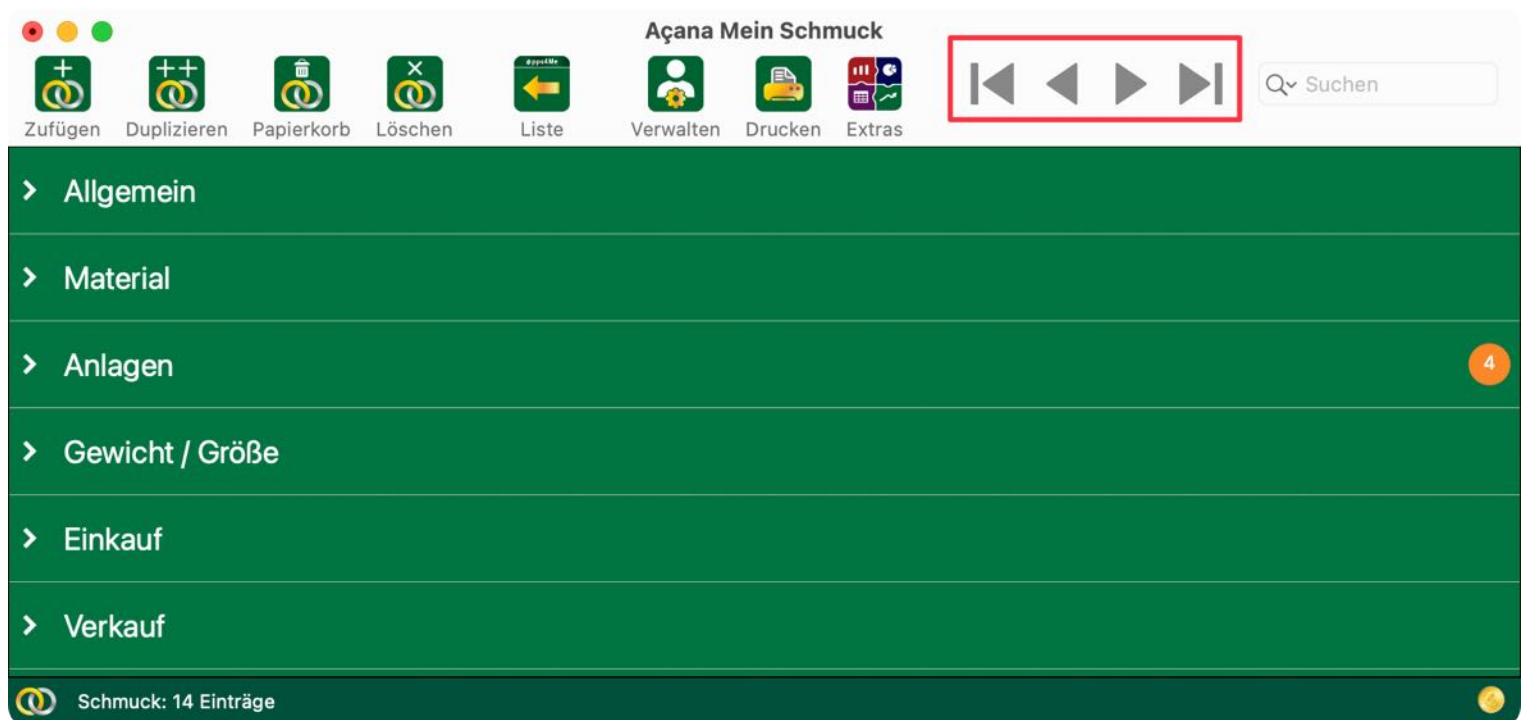 Açana Mein Schmuck
Zufügen Duplizieren Papierkorb Löschen Liste Verwalten Drucken Extras Suchen
Allgemein
Material
Anlagen 4
Gewicht / Größe
Einkauf
Verkauf
Schmuck: 14 Einträge